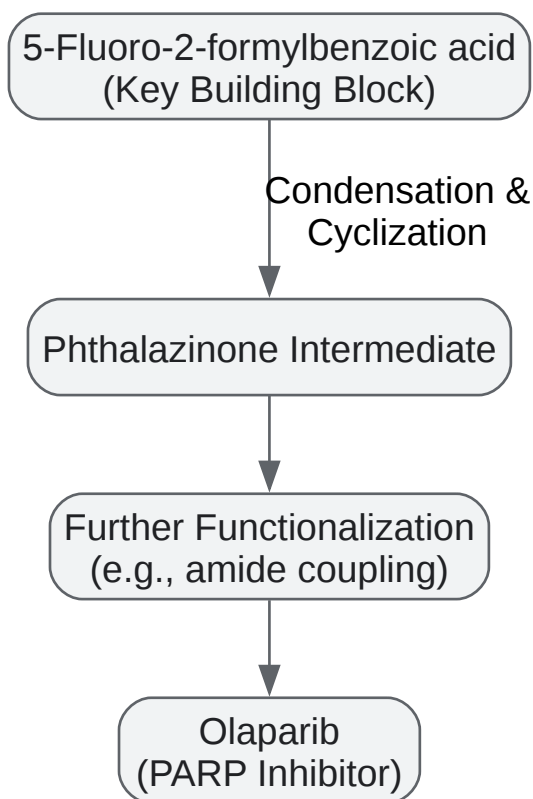 5-Fluoro-2-formylbenzoic acid
(Key Building Block)
Condensation &
Cyclization
Phthalazinone Intermediate
Further Functionalization
(e.g., amide coupling)
Olaparib
(PARP Inhibitor)